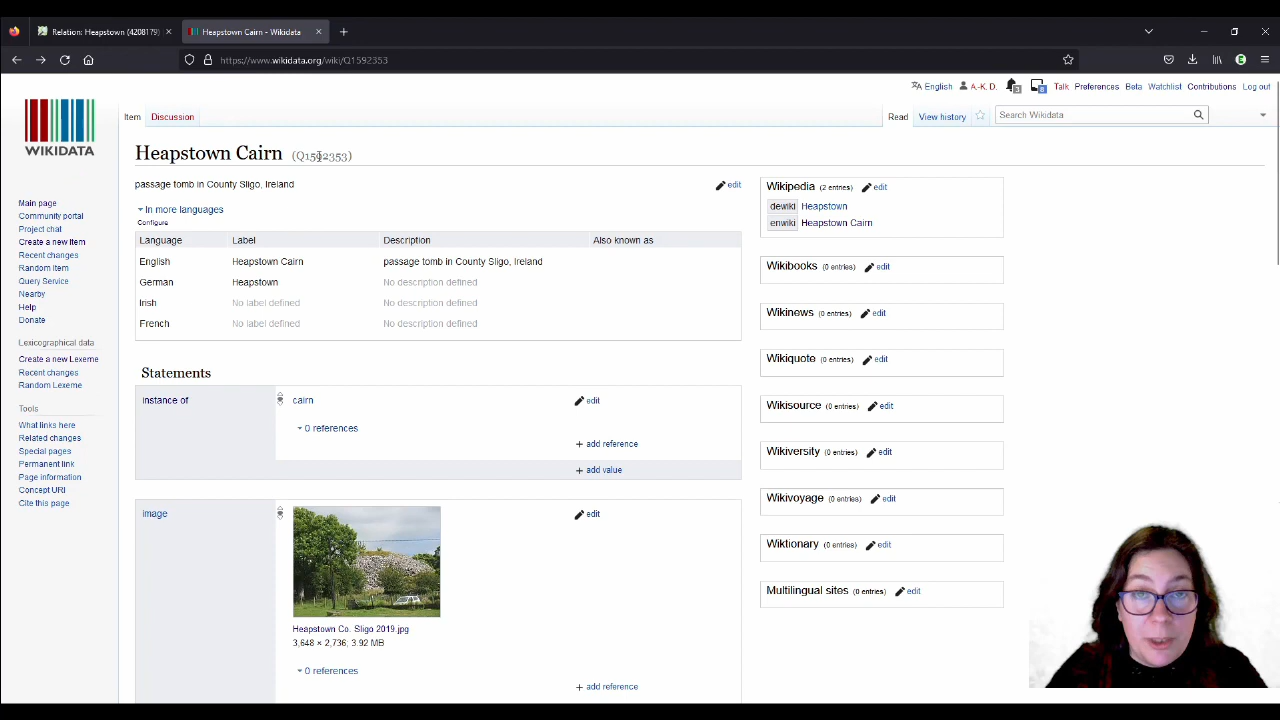 Relation: Heapstown (4208179)
Heapstown Cairn - Wikidata
https://www.wikidata.org/wiki/Q1592353
English A.-K. D. 3 8 Talk Preferences Beta Watchlist Contributions Log out
WIKIDATA
Item Discussion
Read View history Search Wikidata
Heapstown Cairn (Q1592353)
passage tomb in County Sligo, Ireland
edit
In more languages
Configure
Language Label Description Also known as
English Heapstown Cairn passage tomb in County Sligo, Ireland
German Heapstown No description defined
Irish No label defined No description defined
French No label defined No description defined
Statements
instance of cairn edit
0 references
+ add reference
+ add value
image edit
Heapstown Co. Sligo 2019.jpg
3,648 × 2,736; 3.92 MB
0 references
+ add reference
Main page
Community portal
Project chat
Create a new Item
Recent changes
Random Item
Query Service
Nearby
Help
Donate
Lexicographical data
Create a new Lexeme
Recent changes
Random Lexeme
Tools
What links here
Related changes
Special pages
Permanent link
Page information
Concept URI
Cite this page
Wikipedia (2 entries) edit
dewiki Heapstown
enwiki Heapstown Cairn
Wikibooks (0 entries) edit
Wikinews (0 entries) edit
Wikiquote (0 entries) edit
Wikisource (0 entries) edit
Wikiversity (0 entries) edit
Wikivoyage (0 entries) edit
Wiktionary (0 entries) edit
Multilingual sites (0 entries) edit